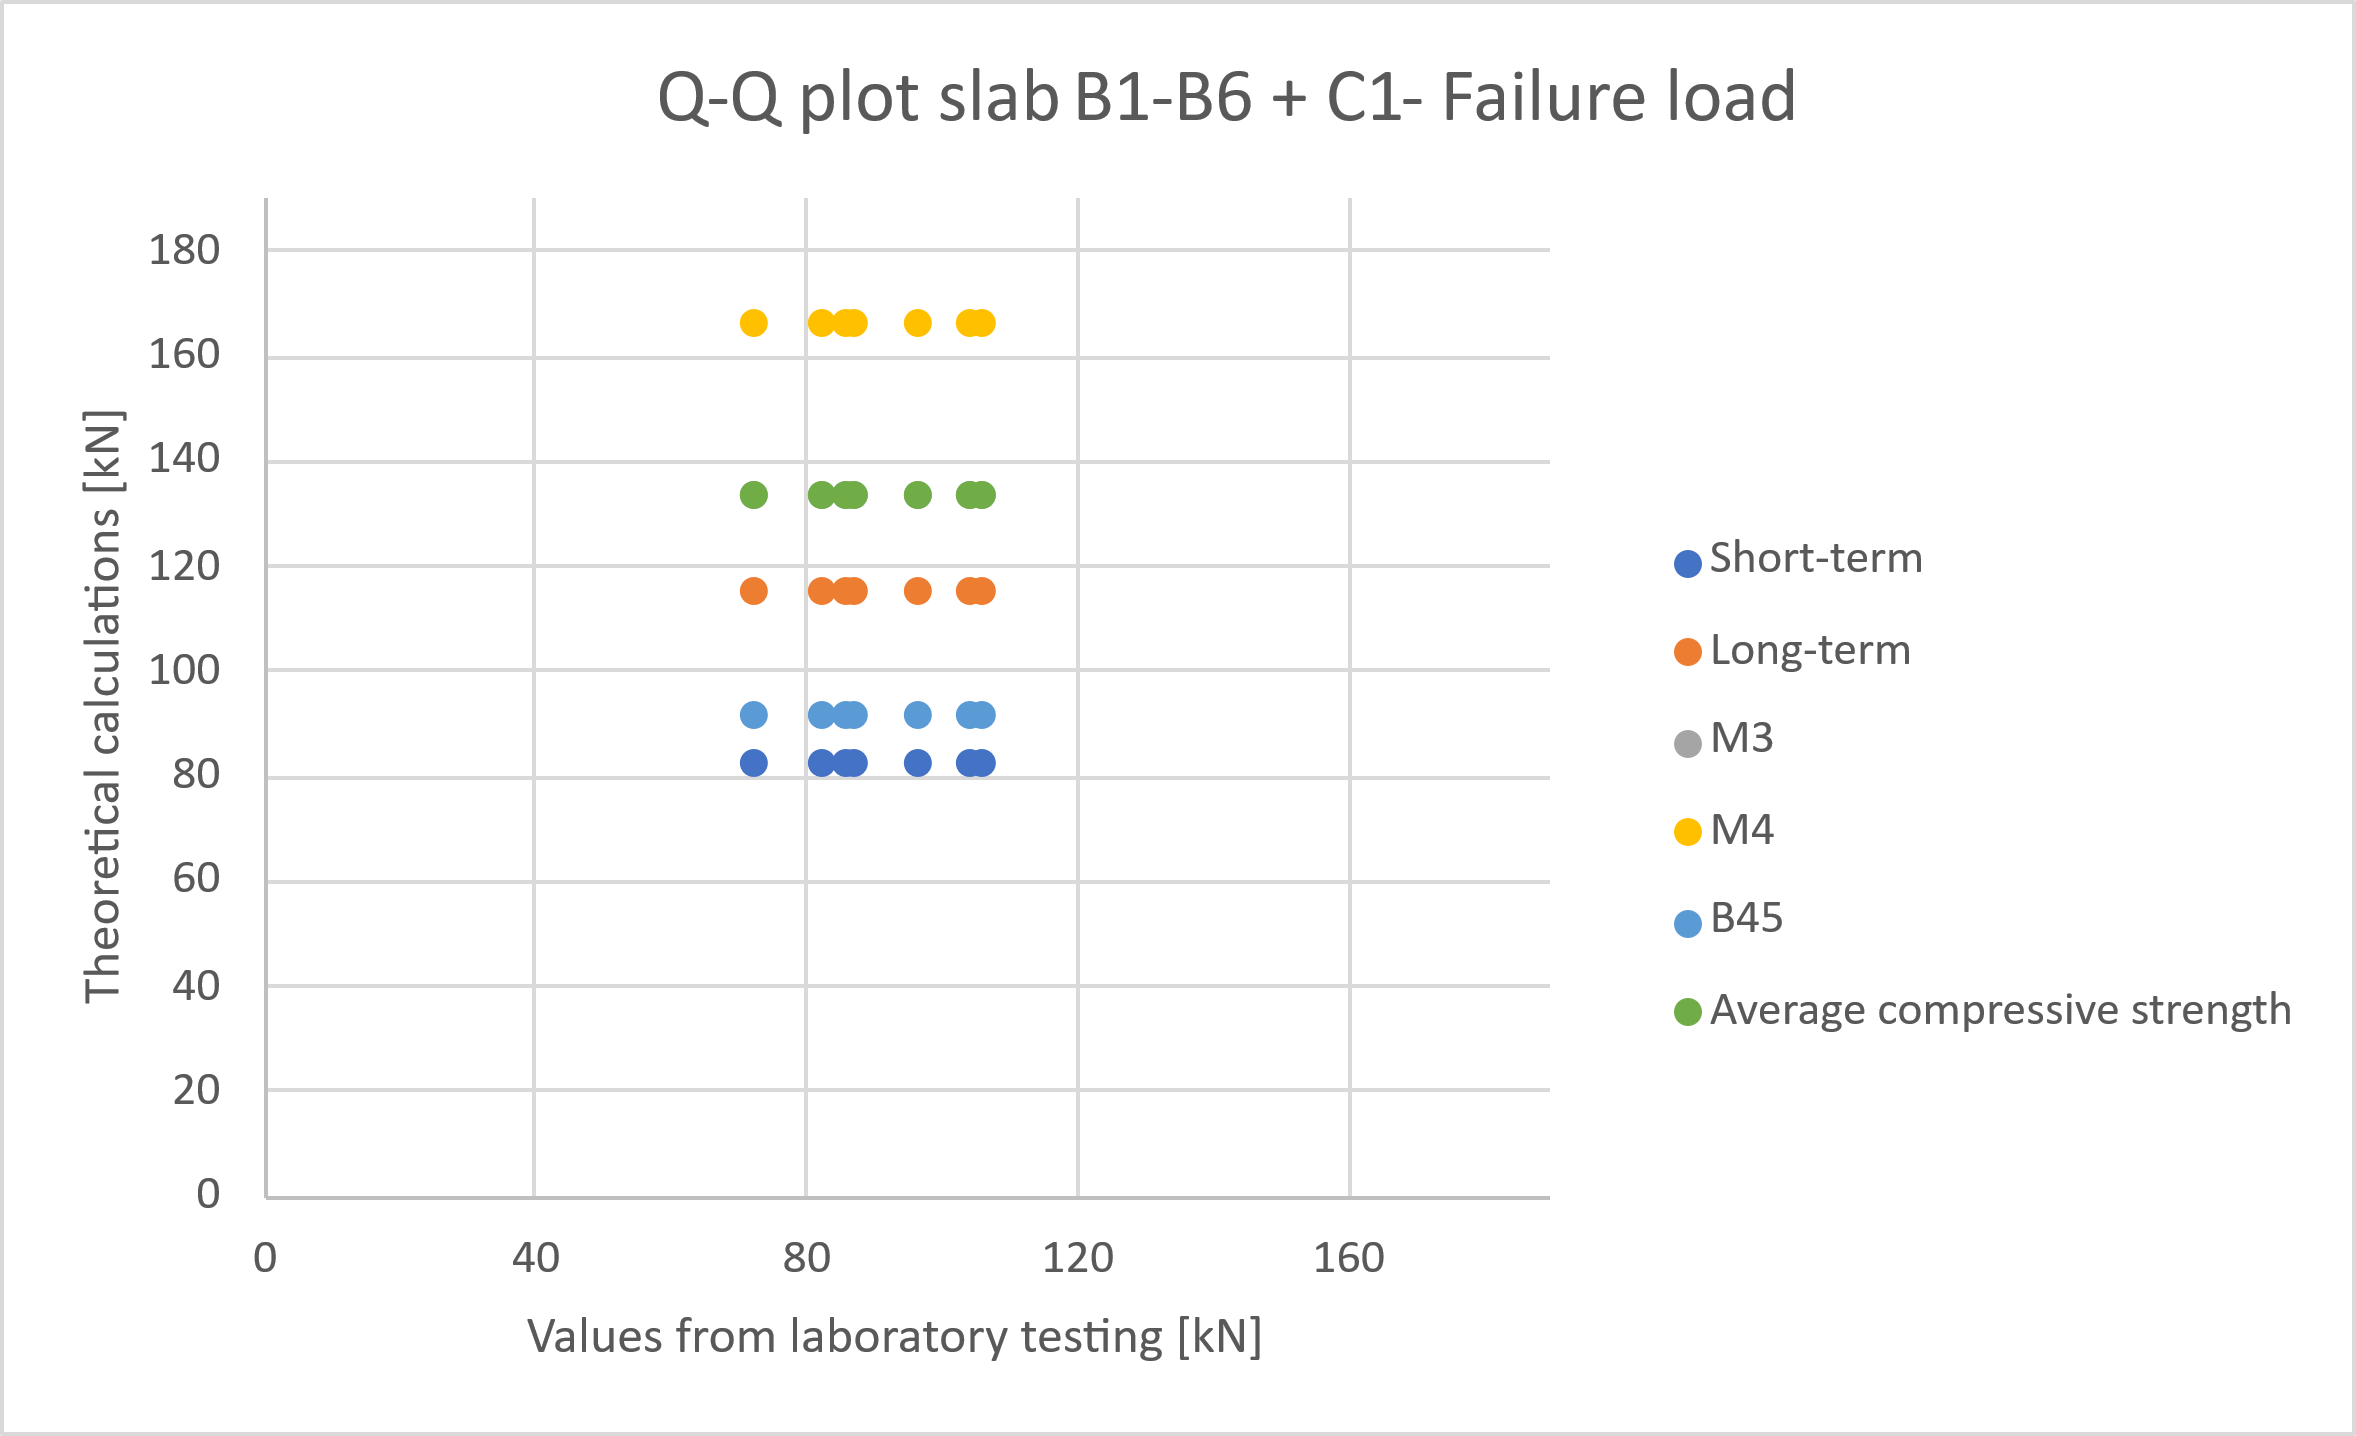 Q-Q plot slab B1-B6 + C1- Failure load
Theoretical calculations [kN]
180
160
140
120
100
80
60
40
20
0
0 40 80 120 160
Values from laboratory testing [kN]
Short-term
Long-term
M3
M4
B45
Average compressive strength